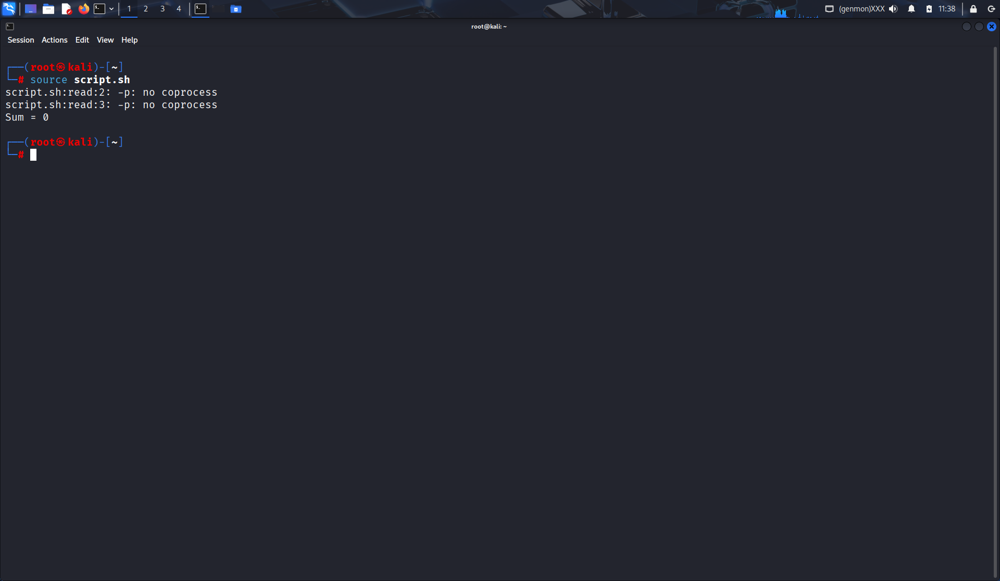 1 2 3 4 (genmon)XXX 11:38
root@kali: ~
Session Actions Edit View Help
┌──(root㉿kali)-[~]
└─# source script.sh
script.sh:read:2: -p: no coprocess
script.sh:read:3: -p: no coprocess
Sum = 0
┌──(root㉿kali)-[~]
└─#